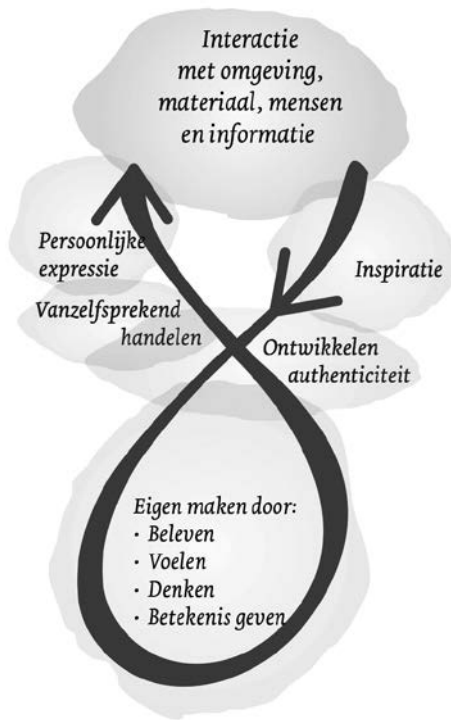 Interactie
met omgeving,
materiaal, mensen
en informatie
Persoonlijke
expressie
Inspiratie
Vanzelfsprekend
handelen
Ontwikkelen
authenticiteit
Eigen maken door:
· Beleven
· Voelen
· Denken
· Betekenis geven